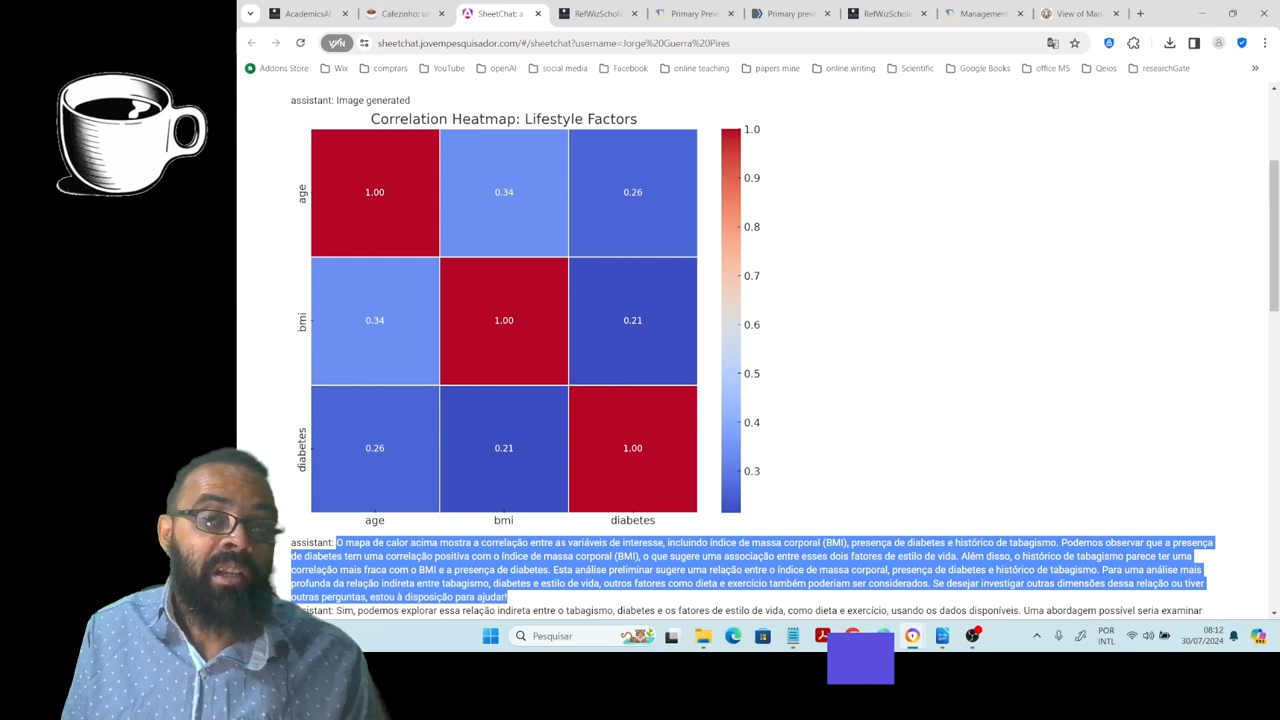 AcademicsAI
Cafezinho: un
SheetChat: a
RefWizSchola
Primary Preve
Primary preve
RefWizSchola
Management
View of Man
VPN
sheetchat.jovempesquisador.com/#/sheetchat?username=Jorge%20Guerra%20Pires
Addons Store
Wix
comprars
YouTube
openAI
social media
Facebook
online teaching
papers mine
online writing
Scientific
Google Books
office MS
Qeios
researchGate
»
assistant: Image generated
Correlation Heatmap: Lifestyle Factors
1.0
age
1.00
0.34
0.26
0.9
0.8
0.7
bmi
0.34
1.00
0.21
0.6
0.5
0.4
diabetes
0.26
0.21
1.00
0.3
age
bmi
diabetes
assistant: O mapa de calor acima mostra a correlação entre as variáveis de interesse, incluindo índice de massa corporal (BMI), presença de diabetes e histórico de tabagismo. Podemos observar que a presença
de diabetes tem uma correlação positiva com o índice de massa corporal (BMI), o que sugere uma associação entre esses dois fatores de estilo de vida. Além disso, o histórico de tabagismo parece ter uma
correlação mais fraca com o BMI e a presença de diabetes. Esta análise preliminar sugere uma relação entre o índice de massa corporal, presença de diabetes e histórico de tabagismo. Para uma análise mais
profunda da relação indireta entre tabagismo, diabetes e estilo de vida, outros fatores como dieta e exercício também poderiam ser considerados. Se desejar investigar outras dimensões dessa relação ou tiver
outras perguntas, estou à disposição para ajudar!
sistant: Sim, podemos explorar essa relação indireta entre o tabagismo, diabetes e os fatores de estilo de vida, como dieta e exercício, usando os dados disponíveis. Uma abordagem possível seria examinar
Pesquisar
POR
INTL
08:12
30/07/2024